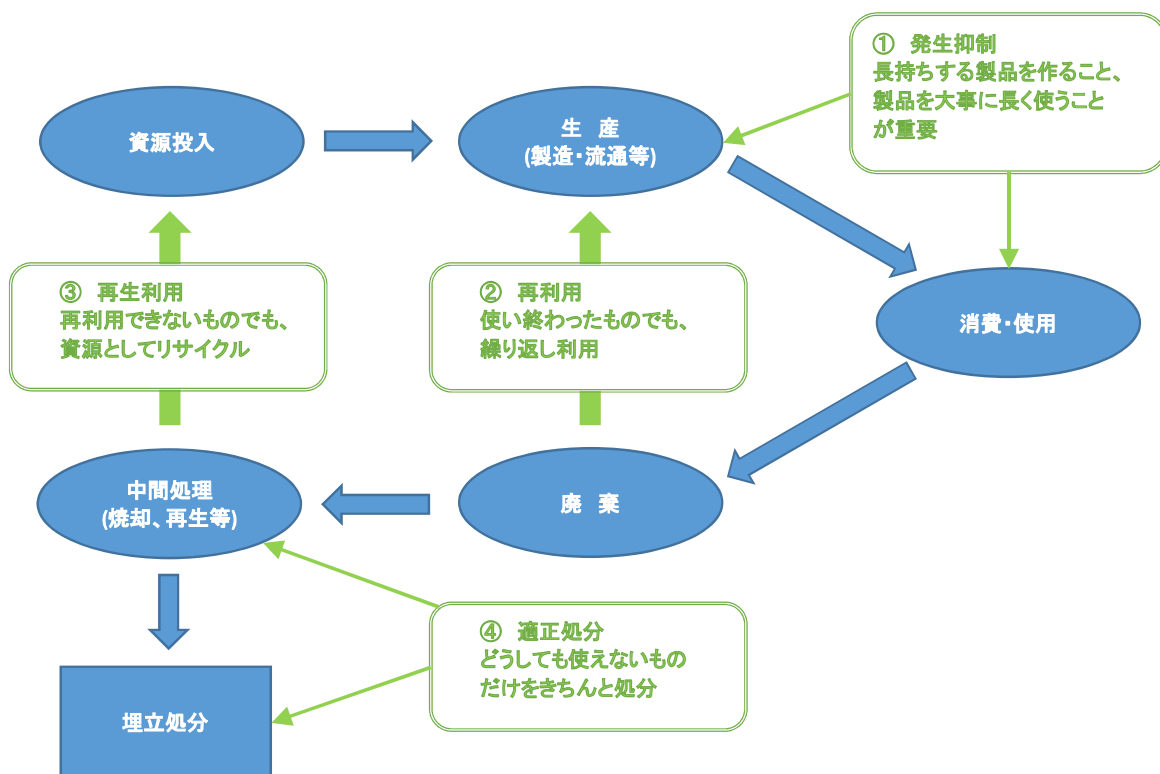 ① 発生抑制
長持ちする製品を作ること、
製品を大事に長く使うこと
が重要
資源投入
生 産
(製造・流通等)
③ 再生利用
再利用できないものでも、
資源としてリサイクル
② 再利用
使い終わったものでも、
繰り返し利用
消費・使用
中間処理
(焼却、再生等)
廃 棄
④ 適正処分
どうしても使えないもの
だけをきちんと処分
埋立処分